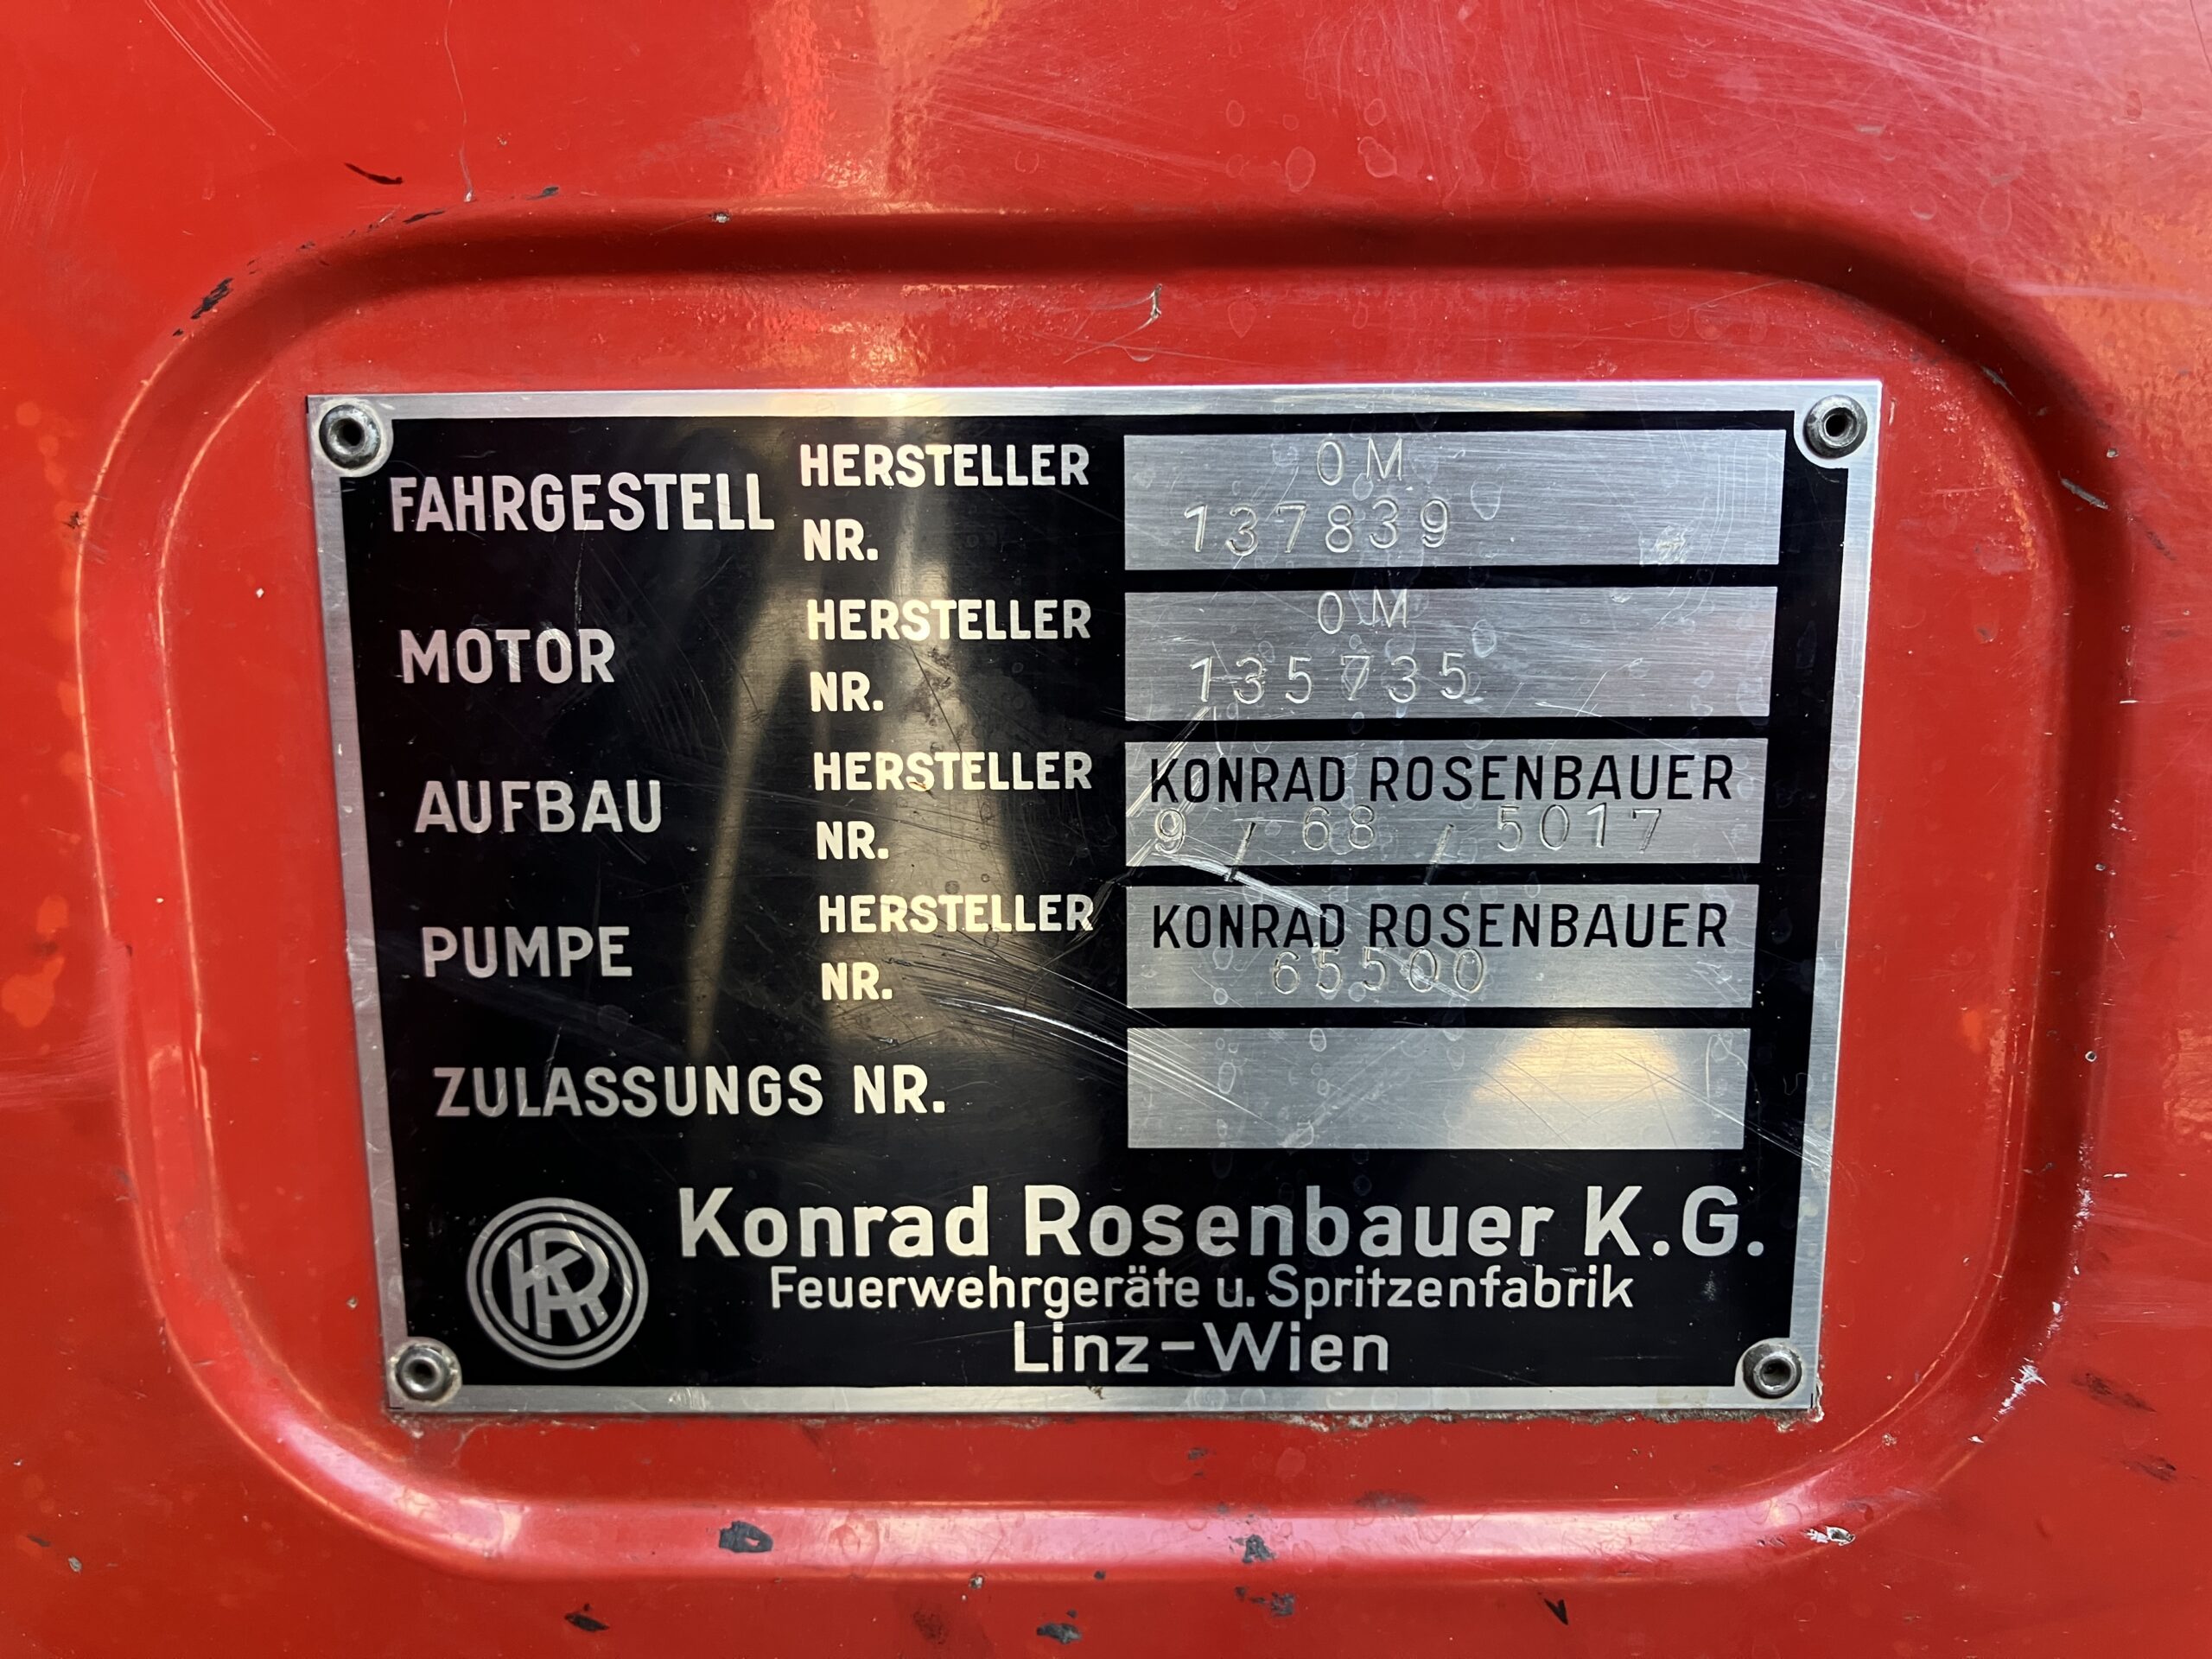 FAHRGESTELL HERSTELLER OM
NR. 137839
MOTOR HERSTELLER OM
NR. 135735
AUFBAU HERSTELLER KONRAD ROSENBAUER
NR. 9 / 68 / 5017
PUMPE HERSTELLER KONRAD ROSENBAUER
NR. 65500
ZULASSUNGS NR.
KR Konrad Rosenbauer K.G.
Feuerwehrgeräte u. Spritzenfabrik
Linz-Wien